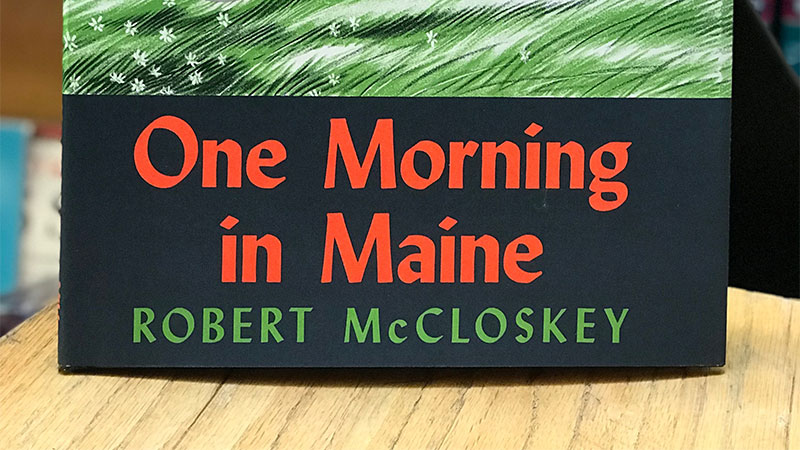 One Morning
in Maine
ROBERT McCLOSKEY